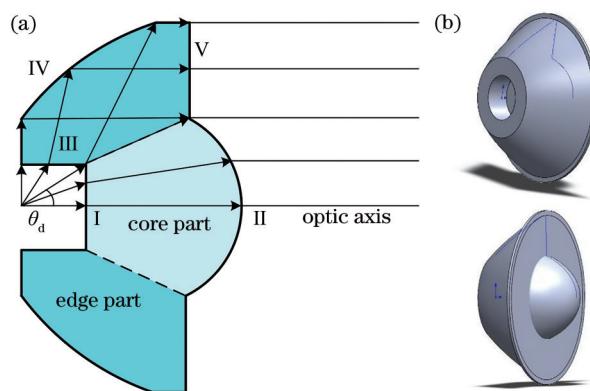 (a)
(b)
IV
V
III
θd
I
core part
II
optic axis
edge part